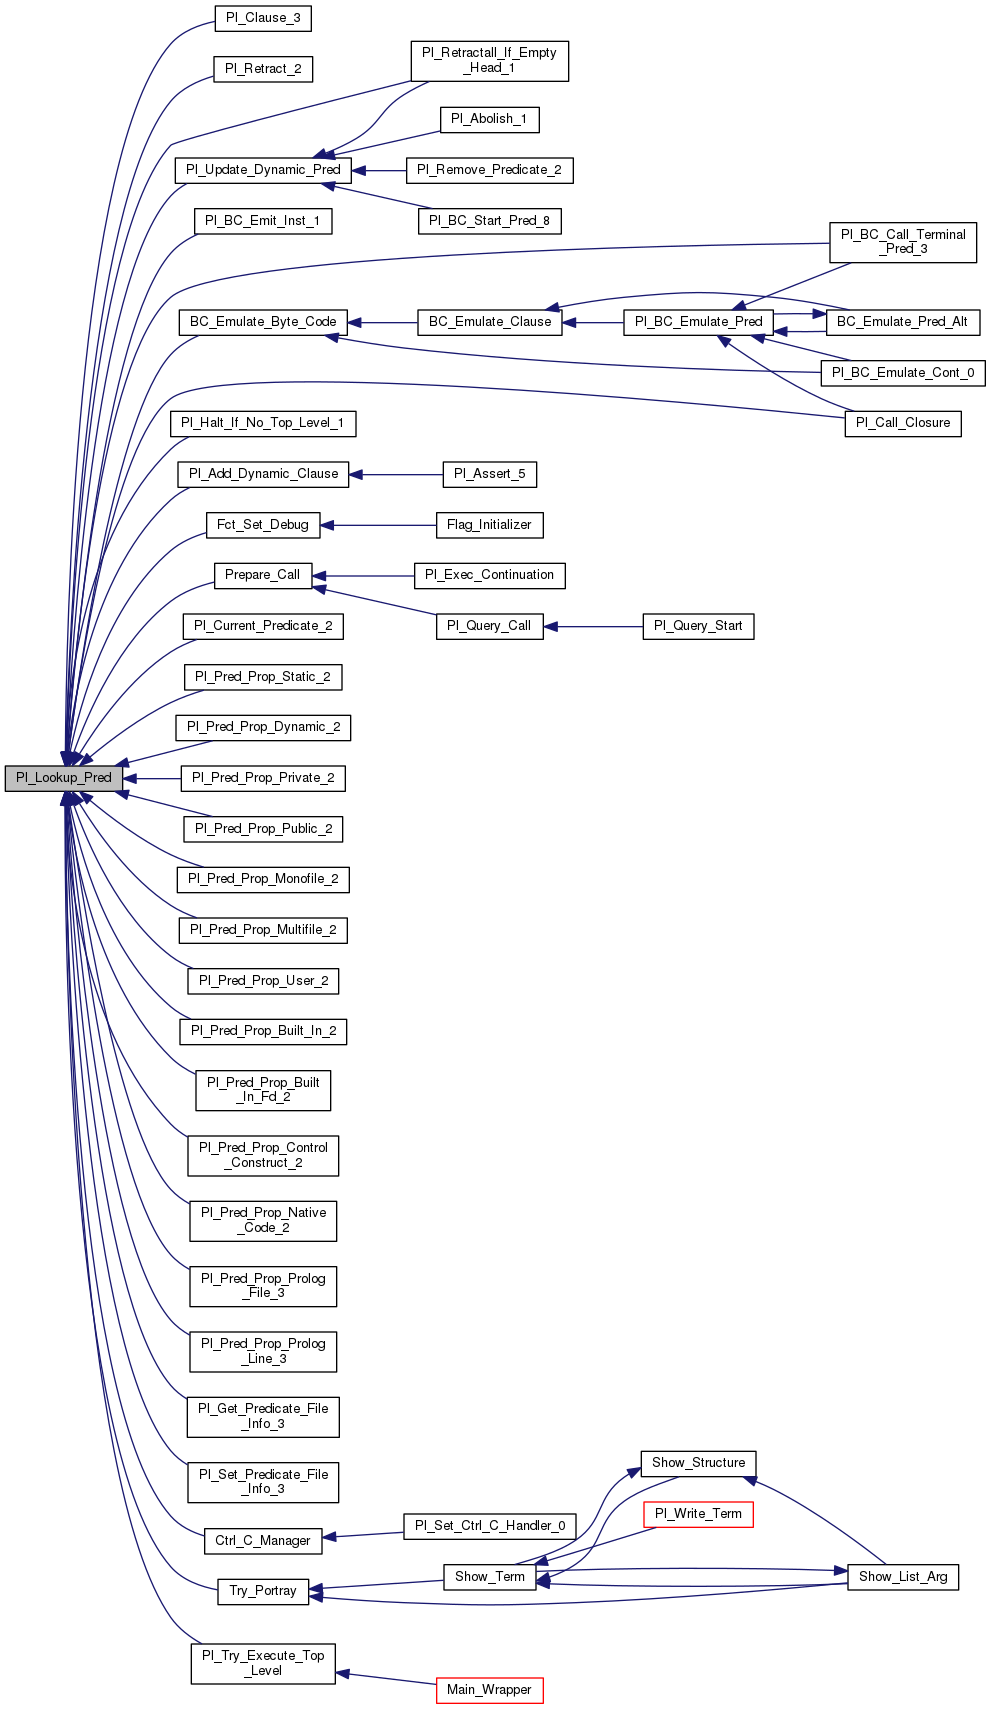 Pl_Clause_3
Pl_Retractall_If_Empty
_Head_1
Pl_Retract_2
Pl_Abolish_1
Pl_Update_Dynamic_Pred
Pl_Remove_Predicate_2
Pl_BC_Emit_Inst_1
Pl_BC_Start_Pred_8
Pl_BC_Call_Terminal
_Pred_3
BC_Emulate_Byte_Code
BC_Emulate_Clause
Pl_BC_Emulate_Pred
BC_Emulate_Pred_Alt
Pl_BC_Emulate_Cont_0
Pl_Halt_If_No_Top_Level_1
Pl_Call_Closure
Pl_Add_Dynamic_Clause
Pl_Assert_5
Fct_Set_Debug
Flag_Initializer
Prepare_Call
Pl_Exec_Continuation
Pl_Current_Predicate_2
Pl_Query_Call
Pl_Query_Start
Pl_Pred_Prop_Static_2
Pl_Pred_Prop_Dynamic_2
Pl_Lookup_Pred
Pl_Pred_Prop_Private_2
Pl_Pred_Prop_Public_2
Pl_Pred_Prop_Monofile_2
Pl_Pred_Prop_Multifile_2
Pl_Pred_Prop_User_2
Pl_Pred_Prop_Built_In_2
Pl_Pred_Prop_Built
_In_Fd_2
Pl_Pred_Prop_Control
_Construct_2
Pl_Pred_Prop_Native
_Code_2
Pl_Pred_Prop_Prolog
_File_3
Pl_Pred_Prop_Prolog
_Line_3
Pl_Get_Predicate_File
_Info_3
Pl_Set_Predicate_File
_Info_3
Show_Structure
Pl_Write_Term
Ctrl_C_Manager
Pl_Set_Ctrl_C_Handler_0
Try_Portray
Show_Term
Show_List_Arg
Pl_Try_Execute_Top
_Level
Main_Wrapper